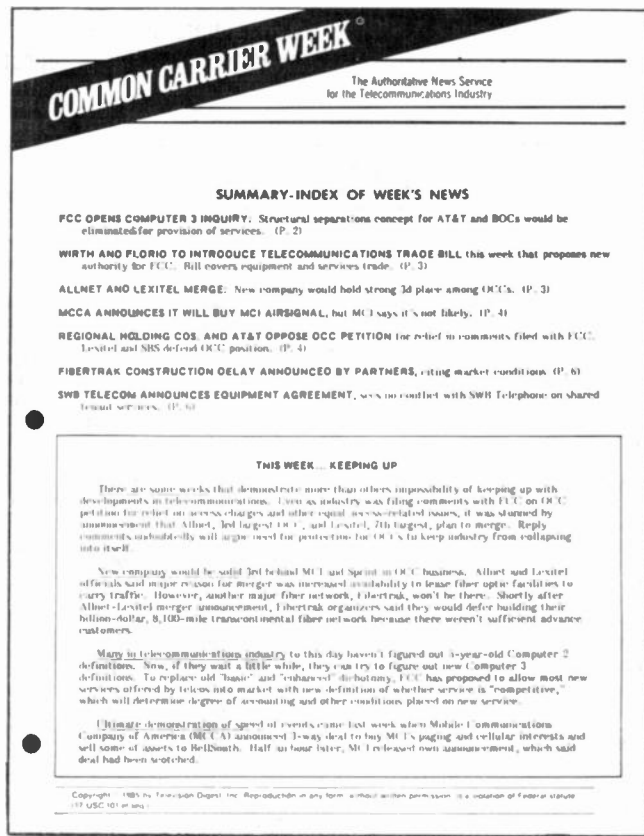 COMMON CARRIER WEEK®
The Authoritative News Service
for the Telecommunications Industry
SUMMARY-INDEX OF WEEK'S NEWS
FCC OPENS COMPUTER 3 INQUIRY: Structural separations concept for AT&T and BOCs would be
eliminated for provision of services. (P. 2)
WIRTH AND FLORIO TO INTRODUCE TELECOMMUNICATIONS TRADE BILL this week that proposes new
authority for FCC. Bill covers equipment and services trade. (P. 3)
ALLNET AND LEXITEL MERGE: New company would hold strong 3d place among OCCs. (P. 3)
MCCA ANNOUNCES IT WILL BUY MCI AIRSIGNAL, but MCI says it's not likely. (P. 4)
REGIONAL HOLDING COS. AND AT&T OPPOSE OCC PETITION for relief in comments filed with FCC.
Lexitel and SBS defend OCC position. (P. 4)
FIBERTRAK CONSTRUCTION DELAY ANNOUNCED BY PARTNERS, citing market conditions. (P. 6)
SWB TELECOM ANNOUNCES EQUIPMENT AGREEMENT, sees no conflict with SWB Telephone on shared
tenant services. (P. 6)
THIS WEEK... KEEPING UP
There are some weeks that demonstrate more than others impossibility of keeping up with
developments in telecommunications. Even as industry was filing comments with FCC on OCC
petition for relief on access charges and other equal access-related issues, it was stunned by
announcement that Allnet, 3rd largest OCC, and Lexitel, 7th largest, plan to merge. Reply
comments undoubtedly will argue need for protection for OCCs to keep industry from collapsing
into itself.
New company would be solid 3rd behind MCI and Sprint in OCC business. Allnet and Lexitel
officials said major reason for merger was increased availability to lease fiber optic facilities to
carry traffic. However, another major fiber network, Fibertrak, won't be there. Shortly after
Allnet-Lexitel merger announcement, Fibertrak organizers said they would defer building their
billion-dollar, 8,100-mile transcontinental fiber network because there weren't sufficient advance
customers.
Many in telecommunications industry to this day haven't figured out 5-year-old Computer 2
definitions. Now, if they wait a little while, they can try to figure out new Computer 3
definitions. To replace old "basic" and "enhanced" dichotomy, FCC has proposed to allow most new
services offered by telcos into market with new definition of whether service is "competitive,"
which will determine degree of accounting and other conditions placed on new service.
Ultimate demonstration of speed of events came last week when Mobile Communications
Company of America (MCCA) announced 3-way deal to buy MCI's paging and cellular interests and
sell some of assets to BellSouth. Half an hour later, MCI released own announcement, which said
deal had been scotched.
Copyright 1985 by Television Digest, Inc. Reproduction in any form, without written permission, is a violation of Federal statute
(17 USC 101 et seq.)